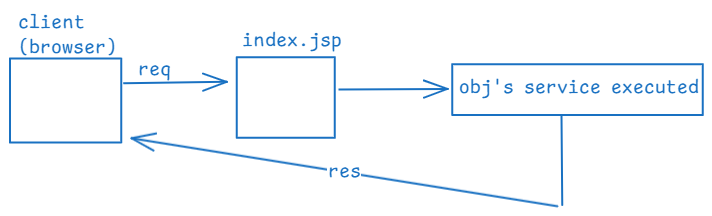 client
(browser)
req
index.jsp
obj's service executed
res